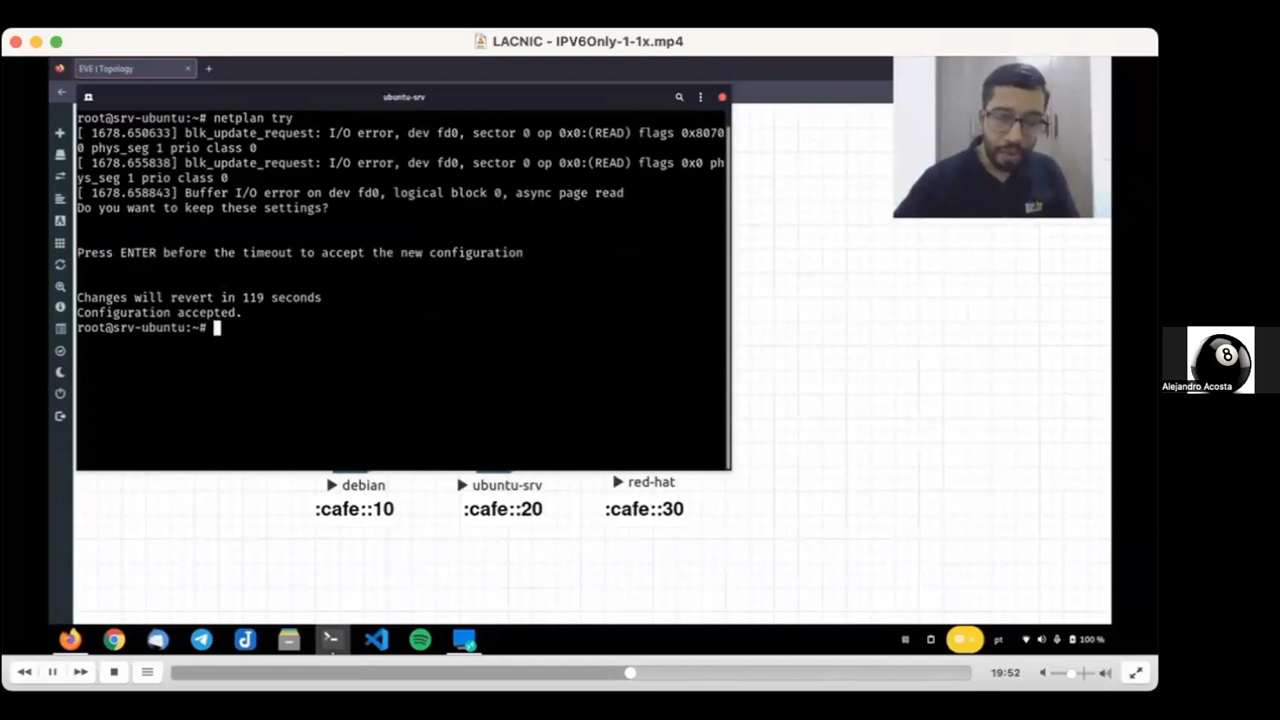 LACNIC - IPV6Only-1-1x.mp4
EVE | Topology
ubuntu-srv
root@srv-ubuntu:~# netplan try
[ 1678.650633] blk_update_request: I/O error, dev fd0, sector 0 op 0x0:(READ) flags 0x8070
0 phys_seg 1 prio class 0
[ 1678.655838] blk_update_request: I/O error, dev fd0, sector 0 op 0x0:(READ) flags 0x0 ph
ys_seg 1 prio class 0
[ 1678.658843] Buffer I/O error on dev fd0, logical block 0, async page read
Do you want to keep these settings?
Press ENTER before the timeout to accept the new configuration
Changes will revert in 119 seconds
Configuration accepted.
root@srv-ubuntu:~#
debian
ubuntu-srv
red-hat
:cafe::10
:cafe::20
:cafe::30
8
Alejandro Acosta
pt
100 %
19:52